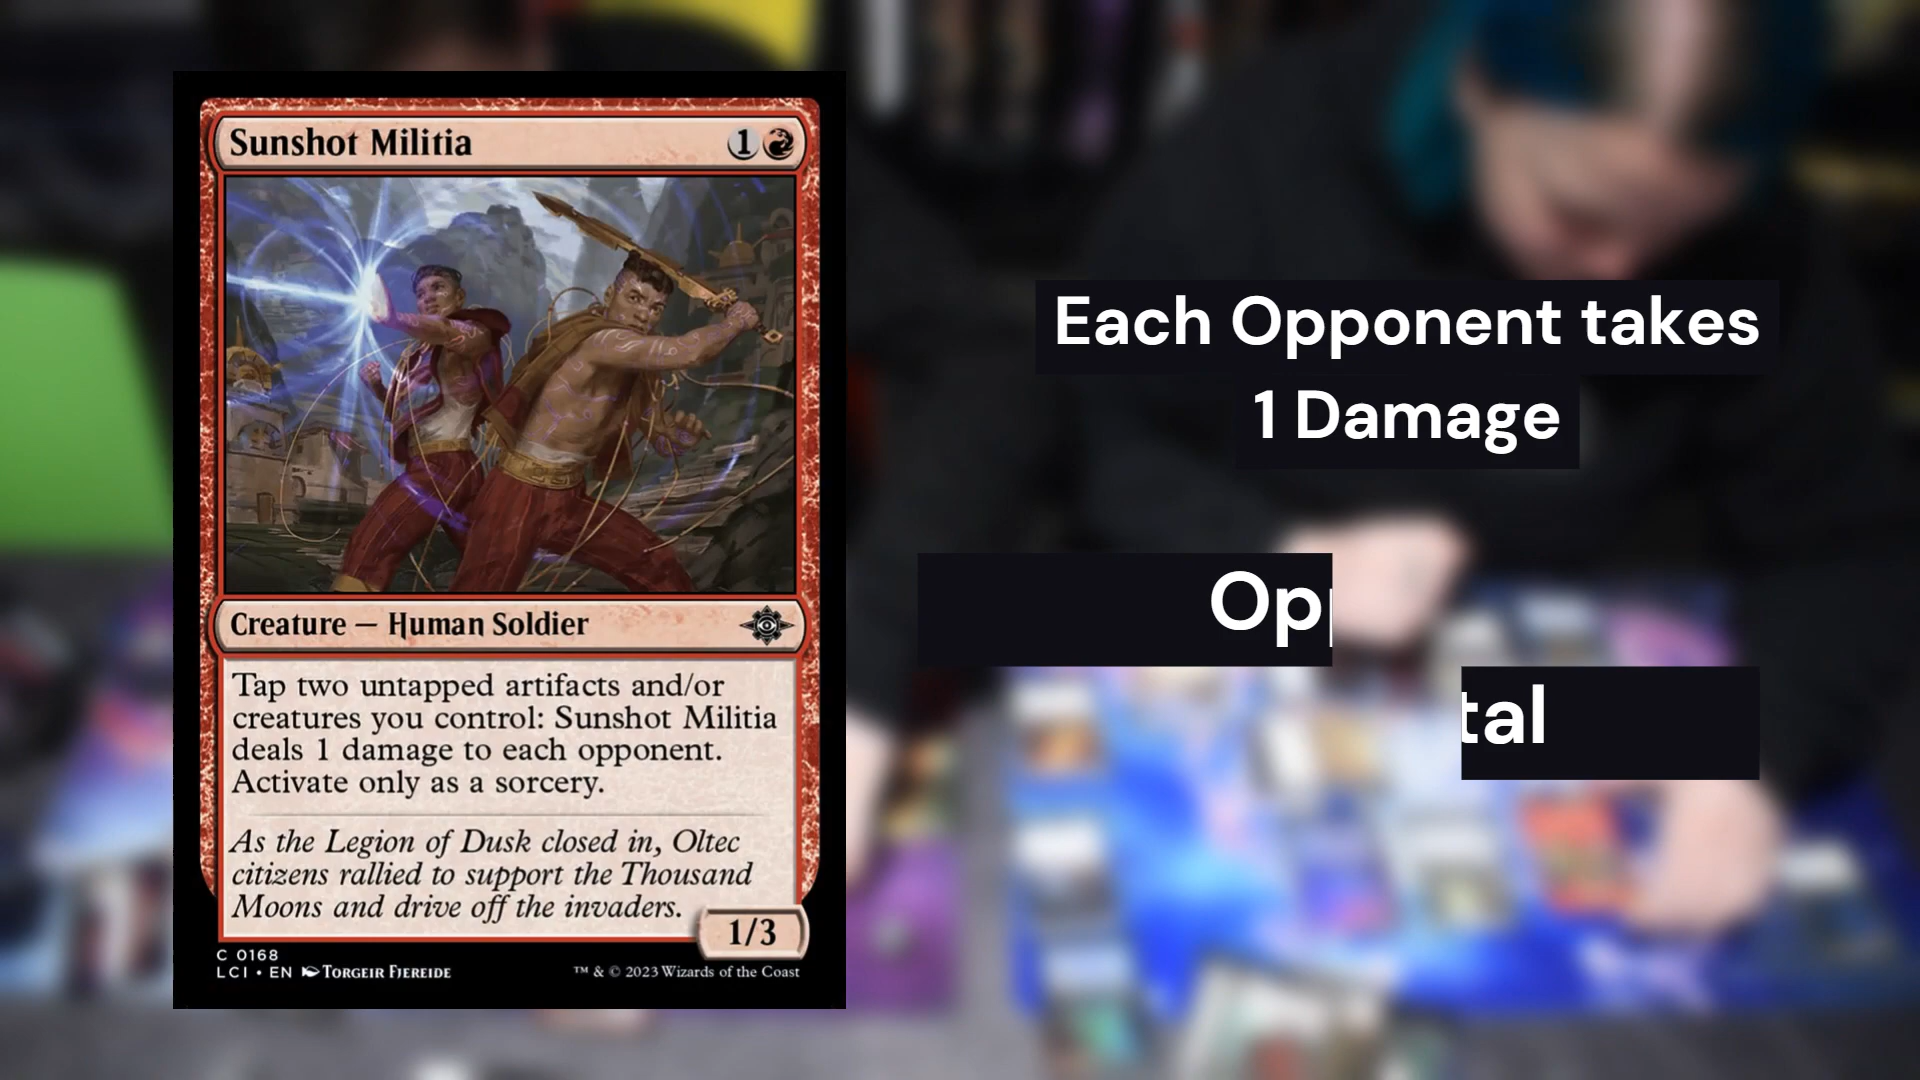 Sunshot Militia 1
Creature — Human Soldier
Tap two untapped artifacts and/or
creatures you control: Sunshot Militia
deals 1 damage to each opponent.
Activate only as a sorcery.
As the Legion of Dusk closed in, Oltec
citizens rallied to support the Thousand
Moons and drive off the invaders.
1/3
C 0168
LCI • EN TORGEIR FJEREIDE
™ & © 2023 Wizards of the Coast
Each Opponent takes
1 Damage
Op
tal